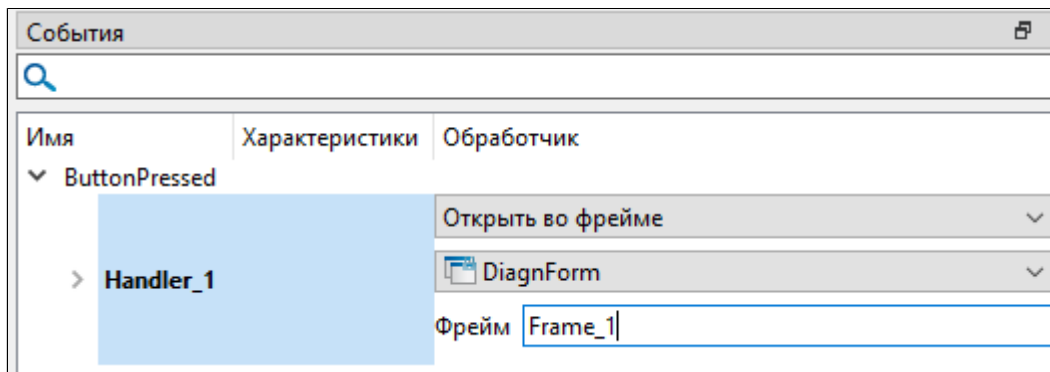 События
Имя Характеристики Обработчик
ButtonPressed
Открыть во фрейме
Handler_1
DiagnForm
Фрейм Frame_1